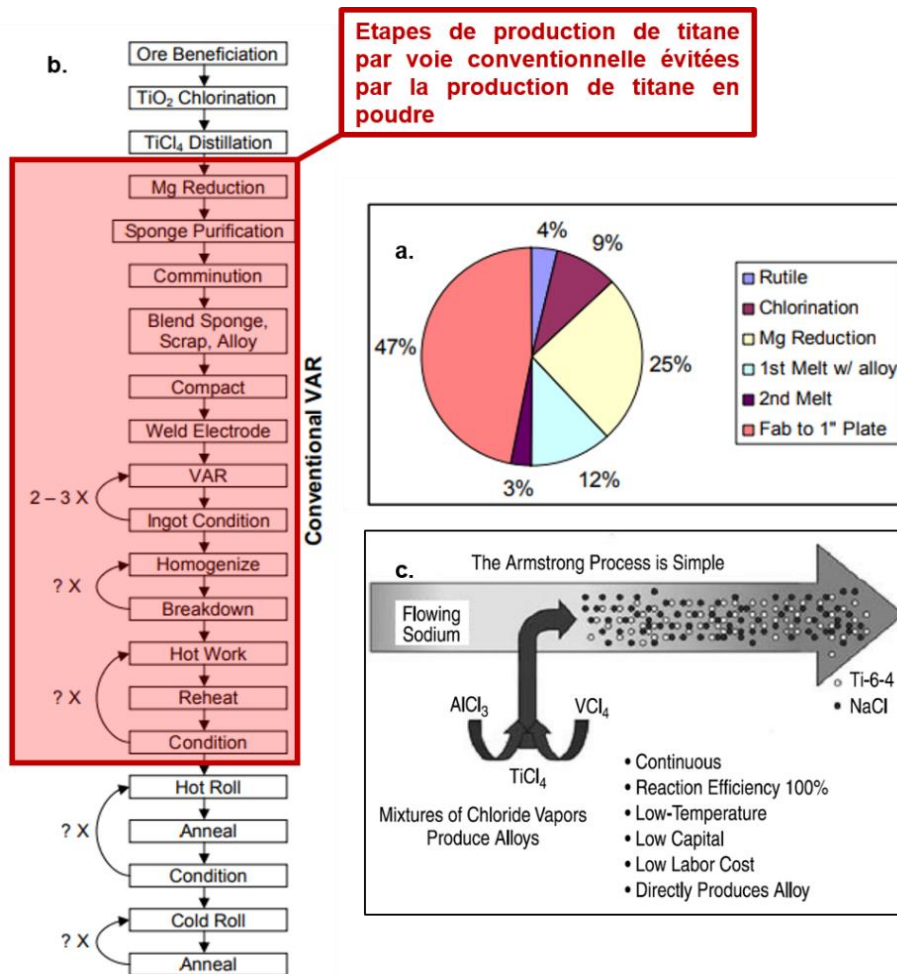 Etapes de production de titane
par voie conventionnelle évitées
par la production de titane en
poudre
b.
Ore Beneficiation
TiO2 Chlorination
TiCl4 Distillation
Mg Reduction
Sponge Purification
Comminution
Blend Sponge,
Scrap, Alloy
Compact
Weld Electrode
VAR
2 – 3 X
Ingot Condition
Homogenize
? X
Breakdown
Hot Work
? X
Reheat
Condition
Hot Roll
? X
Anneal
Condition
Cold Roll
? X
Anneal
Conventional VAR
a.
4%
9%
25%
12%
3%
47%
Rutile
Chlorination
Mg Reduction
1st Melt w/ alloy
2nd Melt
Fab to 1" Plate
c.
The Armstrong Process is Simple
Flowing
Sodium
Ti-6-4
NaCl
AlCl3
VCl4
TiCl4
Mixtures of Chloride Vapors
Produce Alloys
• Continuous
• Reaction Efficiency 100%
• Low-Temperature
• Low Capital
• Low Labor Cost
• Directly Produces Alloy